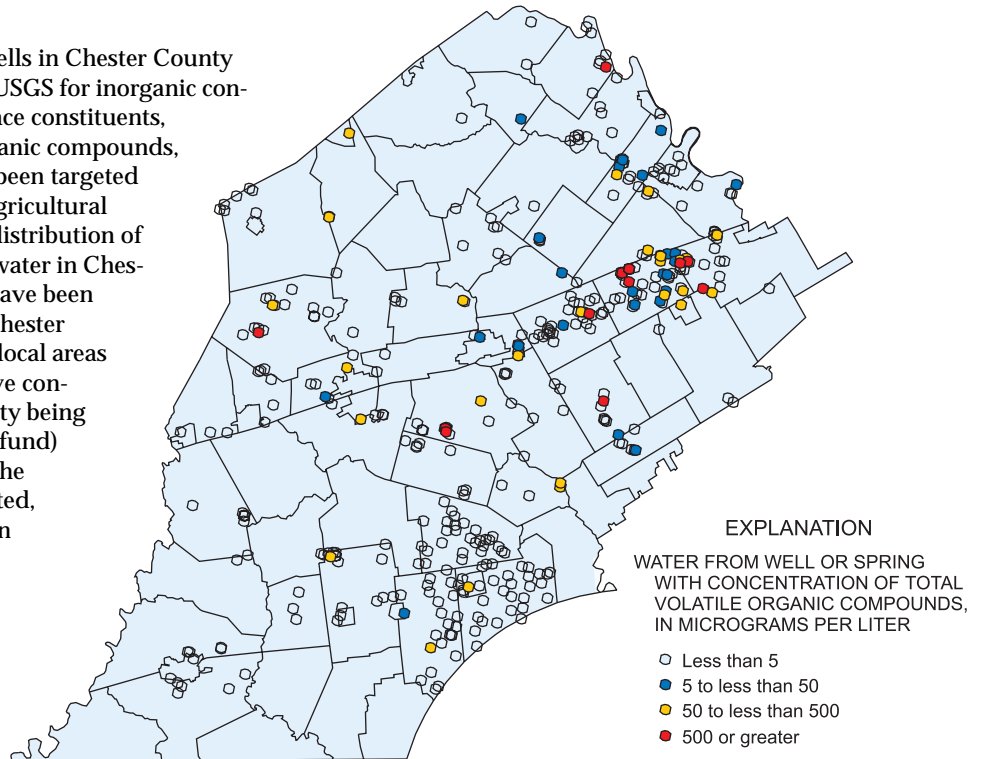 ells in Chester County
USGS for inorganic con-
nce constituents,
anic compounds,
been targeted
gricultural
distribution of
water in Ches-
ave been
hester
local areas
ve con-
ty being
fund)
he
ted,
n
EXPLANATION
WATER FROM WELL OR SPRING
WITH CONCENTRATION OF TOTAL
VOLATILE ORGANIC COMPOUNDS,
IN MICROGRAMS PER LITER
Less than 5
5 to less than 50
50 to less than 500
500 or greater